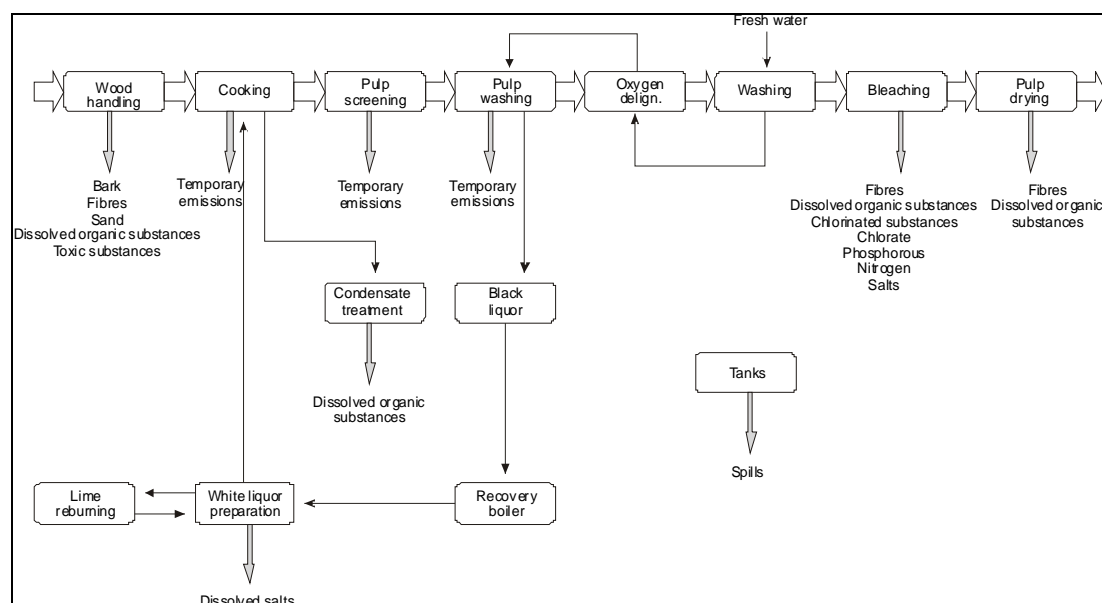 Fresh water
Wood
handling
Cooking
Pulp
screening
Pulp
washing
Oxygen
delign.
Washing
Bleaching
Pulp
drying
Bark
Fibres
Sand
Dissolved organic substances
Toxic substances
Temporary
emissions
Temporary
emissions
Temporary
emissions
Fibres
Dissolved organic substances
Chlorinated substances
Chlorate
Phosphorous
Nitrogen
Salts
Fibres
Dissolved organic
substances
Condensate
treatment
Black
liquor
Tanks
Dissolved organic
substances
Spills
Lime
reburning
White liquor
preparation
Recovery
boiler
Dissolved salts